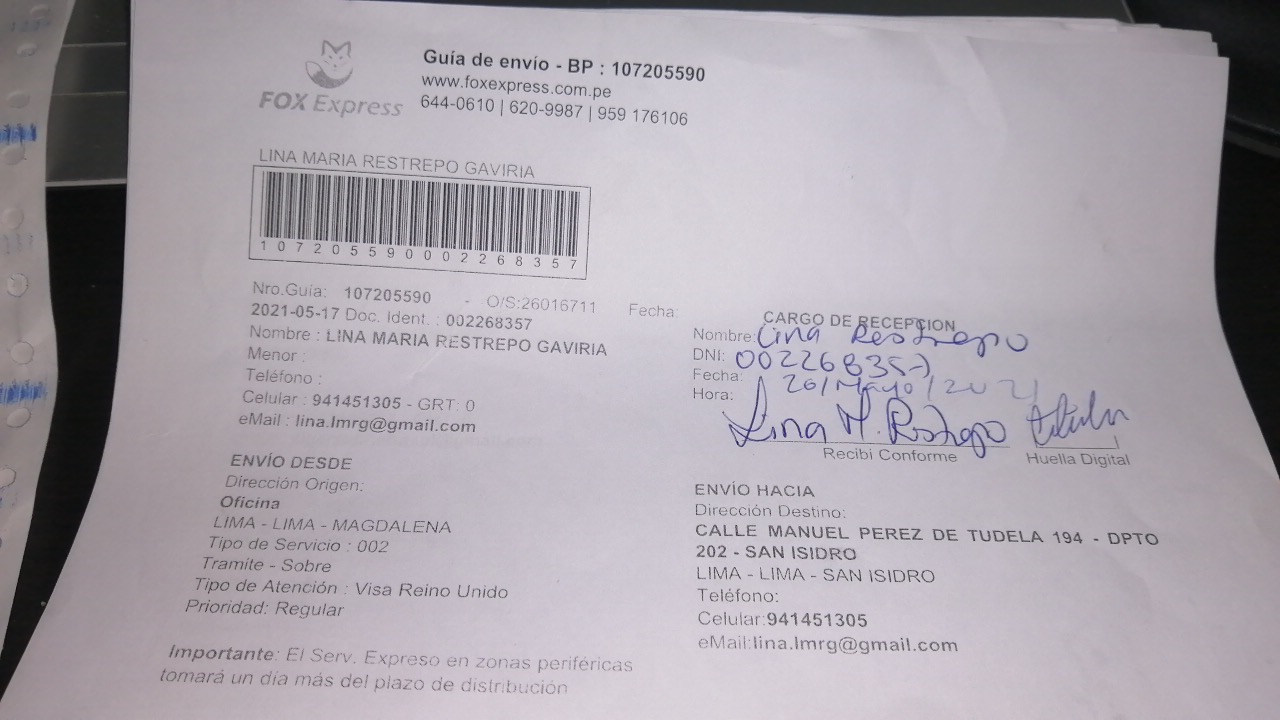 FOX Express
Guía de envío - BP : 107205590
www.foxexpress.com.pe
644-0610 | 620-9987 | 959 176106
LINA MARIA RESTREPO GAVIRIA
107205590002268357
Nro.Guía: 107205590 - O/S:26016711 Fecha:
2021-05-17 Doc. Ident. : 002268357
Nombre : LINA MARIA RESTREPO GAVIRIA
Menor :
Teléfono :
Celular : 941451305 - GRT: 0
eMail : lina.lmrg@gmail.com
CARGO DE RECEPCION
Nombre: Lina Restrepo
DNI: 002268357
Fecha: 26/Mayo/2021
Hora:
Lina M. Restrepo
Recibi Conforme Huella Digital
ENVÍO DESDE
Dirección Origen:
Oficina
LIMA - LIMA - MAGDALENA
Tipo de Servicio : 002
Tramite - Sobre
Tipo de Atención : Visa Reino Unido
Prioridad: Regular
ENVÍO HACIA
Dirección Destino:
CALLE MANUEL PEREZ DE TUDELA 194 - DPTO
202 - SAN ISIDRO
LIMA - LIMA - SAN ISIDRO
Teléfono:
Celular:941451305
eMail:lina.lmrg@gmail.com
Importante: El Serv. Expreso en zonas periféricas
tomará un día más del plazo de distribución